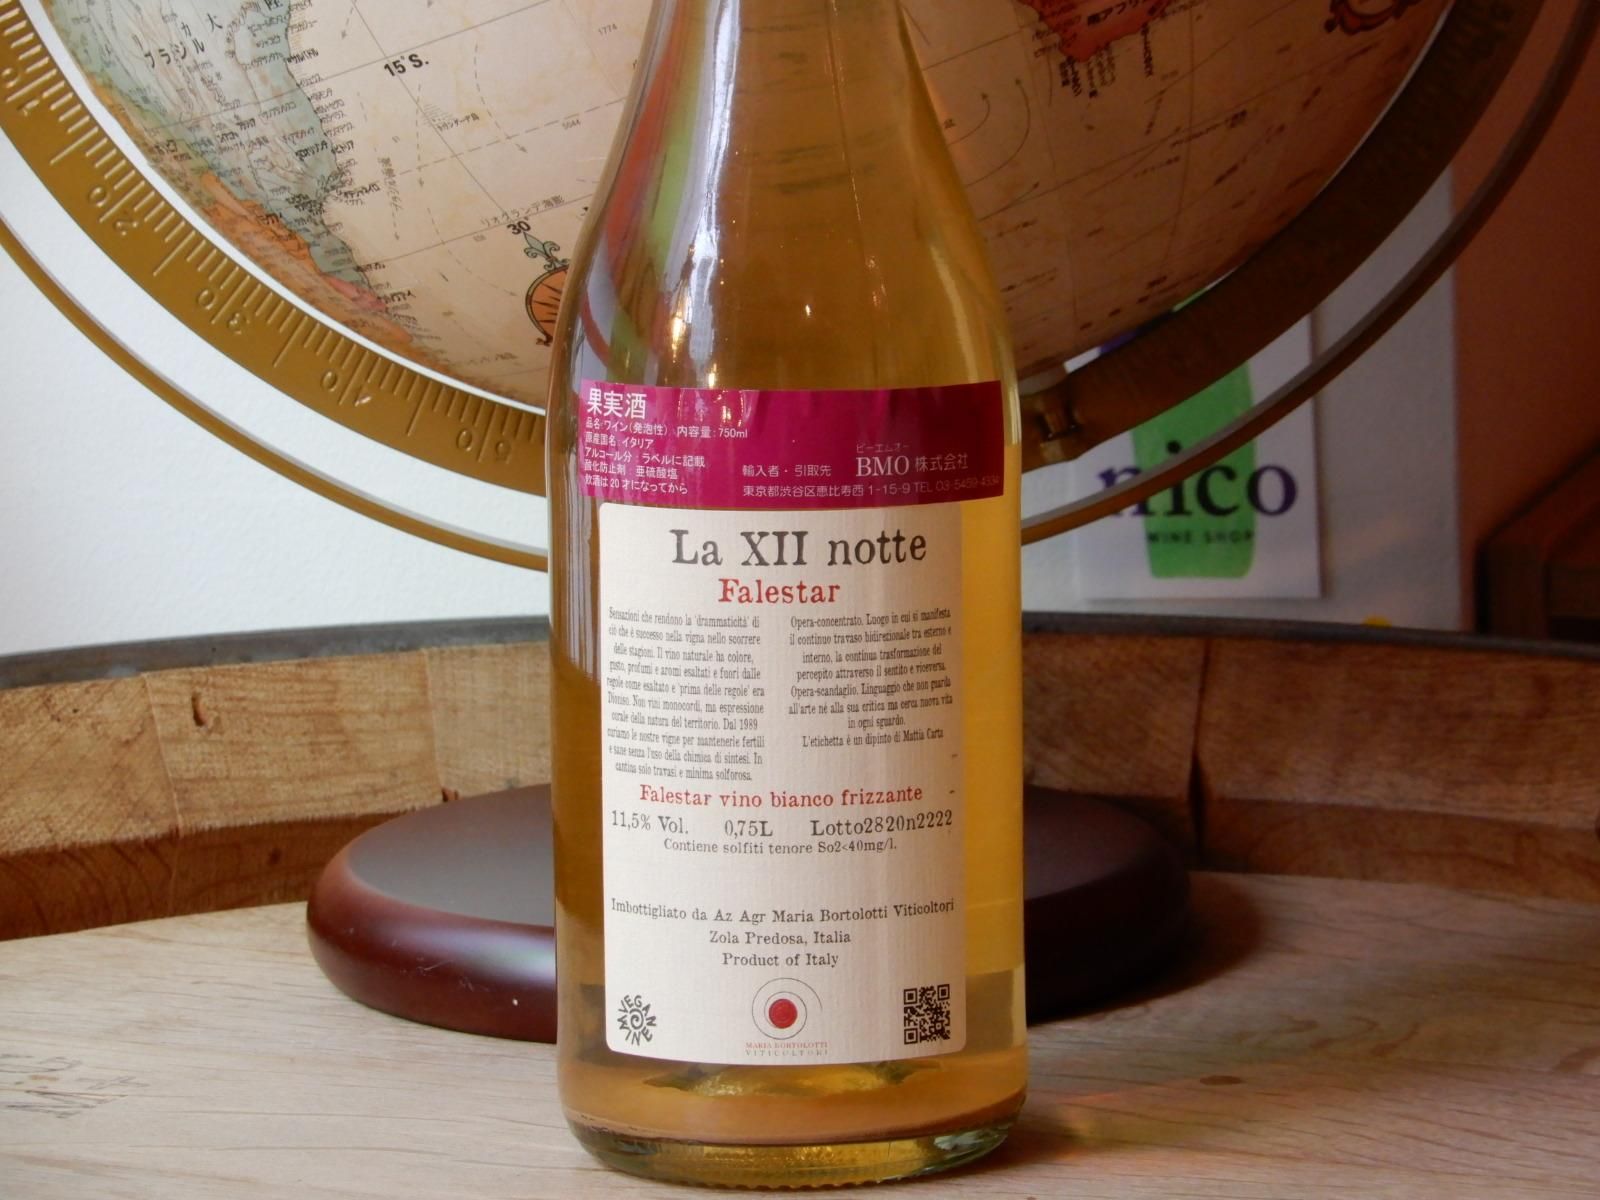 15°S.
30°
果実酒
品名:ワイン(発泡性) 内容量:750ml
原産国名:イタリア
アルコール分:ラベルに記載
酸化防止剤:亜硫酸塩
飲酒は20才になってから
輸入者・引取先
ビーエムオー
BMO 株式会社
東京都渋谷区恵比寿西1-15-9 TEL 03-5459-4334
La XII notte
Falestar
Sensazioni che rendono la 'drammaticità' di
ciò che è successo nella vigna nello scorrere
delle stagioni. Il vino naturale ha colore,
gusto, profumi e aromi esaltati e fuori dalle
regole come esaltato e 'prima delle regole' era
Dioniso. Non vini monocordi, ma espressione
corale della natura del territorio. Dal 1989
curiamo le nostre vigne per mantenerle fertili
e sane senza l'uso della chimica di sintesi. In
cantina solo travasi e minima solforosa.
Opera-concentrato. Luogo in cui si manifesta
il continuo travaso bidirezionale tra esterno e
interno, la continua trasformazione del
percepito attraverso il sentito e viceversa.
Opera-scandaglio. Linguaggio che non guarda
all'arte né alla sua critica ma cerca nuova vita
in ogni sguardo.
L'etichetta è un dipinto di Mattia Carta
Falestar vino bianco frizzante
11,5% Vol. 0,75L Lotto2820n2222
Contiene solfiti tenore So2<40mg/l.
Imbottigliato da Az Agr Maria Bortolotti Viticoltori
Zola Predosa, Italia
Product of Italy
VEGAN WINE
MARIA BORTOLOTTI
VITICOLTORI
nico
WINE SHOP